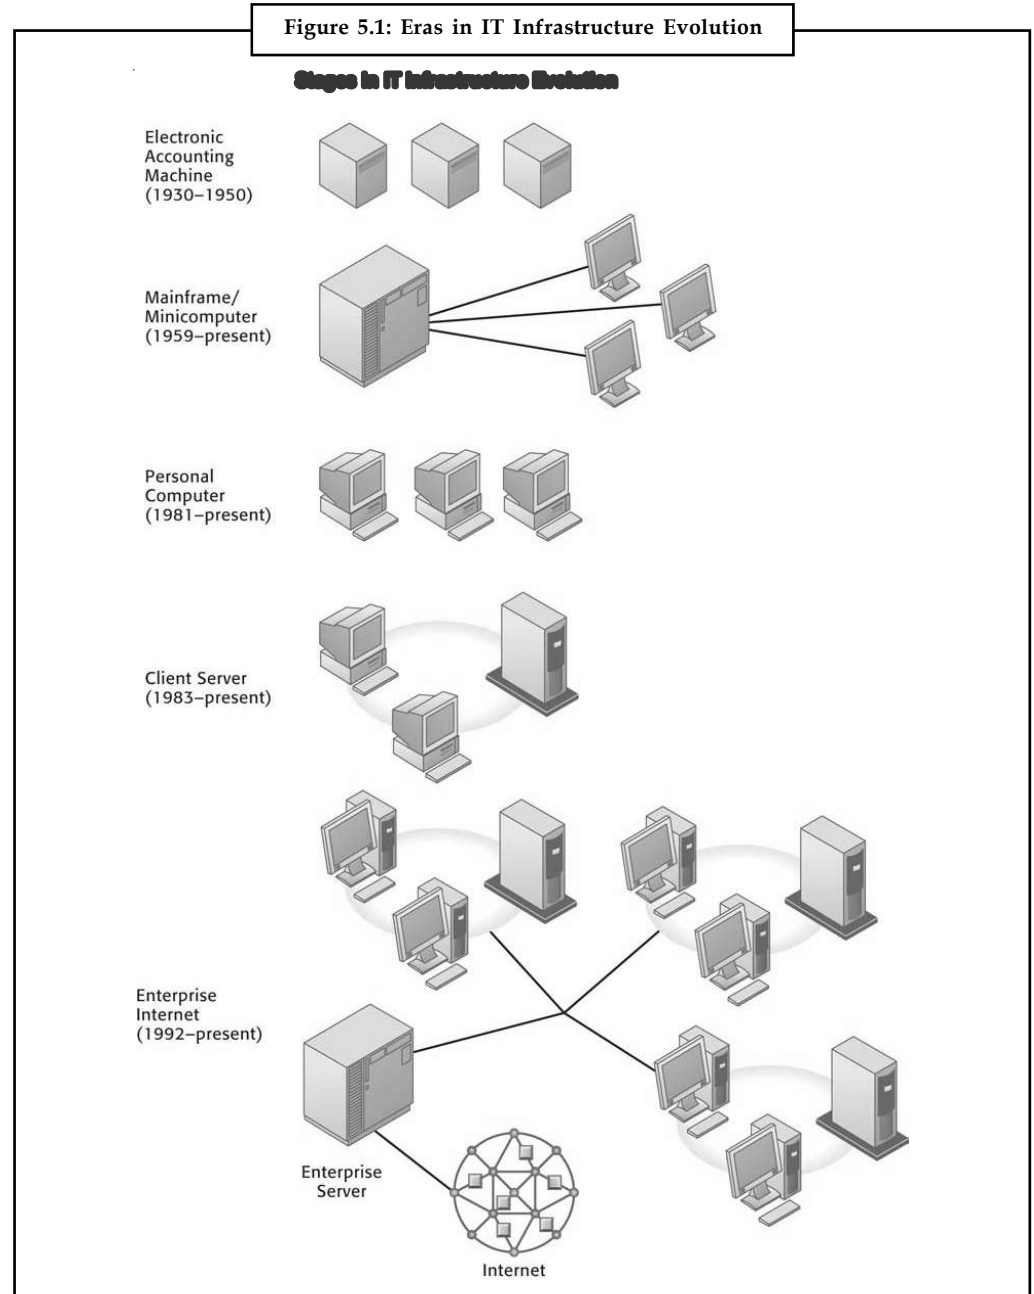 Figure 5.1: Eras in IT Infrastructure Evolution
Stages in IT Infrastructure Evolution
Electronic
Accounting
Machine
(1930–1950)
Mainframe/
Minicomputer
(1959–present)
Personal
Computer
(1981–present)
Client Server
(1983–present)
Enterprise
Internet
(1992–present)
Enterprise
Server
Internet